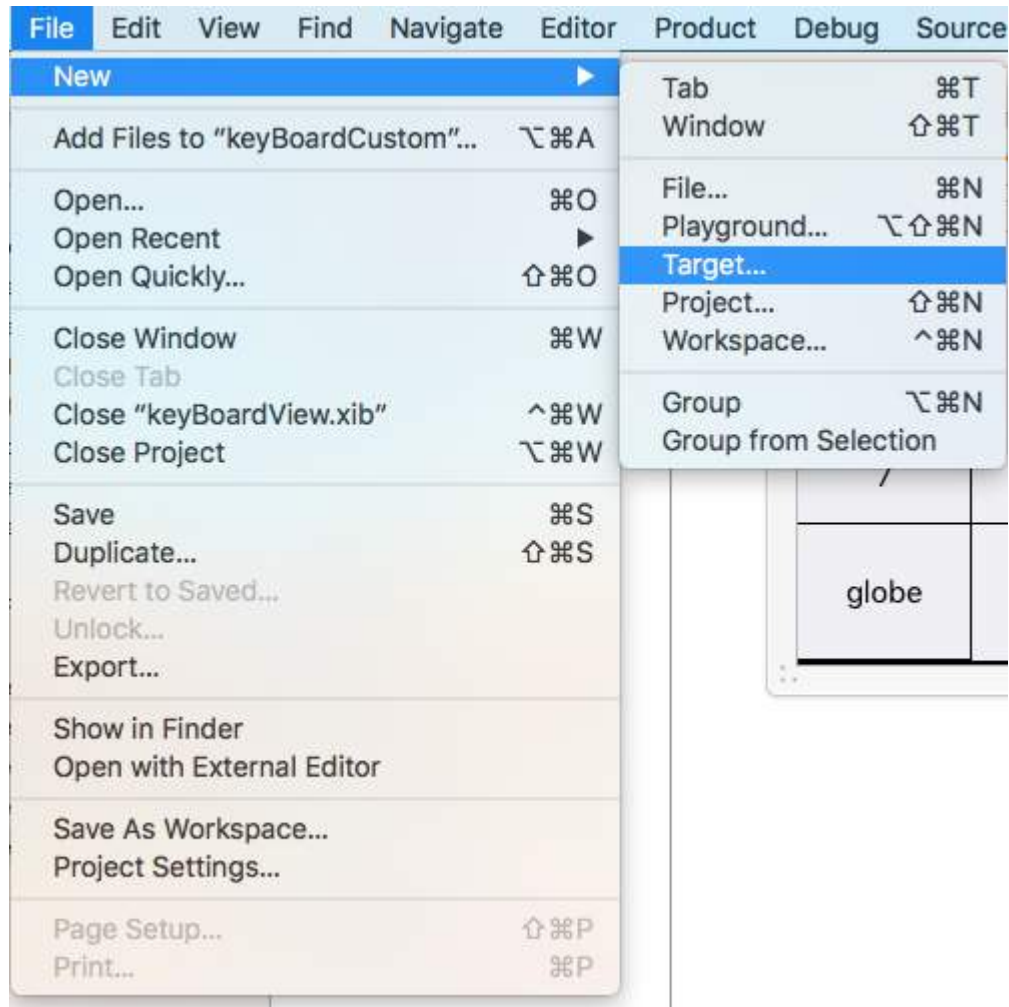 File Edit View Find Navigate Editor Product Debug Source
New ▶
Add Files to “keyBoardCustom”... ⌥⌘A
Open... ⌘O
Open Recent ▶
Open Quickly... ⇧⌘O
Close Window ⌘W
Close Tab
Close “keyBoardView.xib” ^⌘W
Close Project ⌥⌘W
Save ⌘S
Duplicate... ⇧⌘S
Revert to Saved...
Unlock...
Export...
Show in Finder
Open with External Editor
Save As Workspace...
Project Settings...
Page Setup... ⇧⌘P
Print... ⌘P
Tab ⌘T
Window ⇧⌘T
File... ⌘N
Playground... ⌥⇧⌘N
Target...
Project... ⇧⌘N
Workspace... ^⌘N
Group ⌥⌘N
Group from Selection
globe